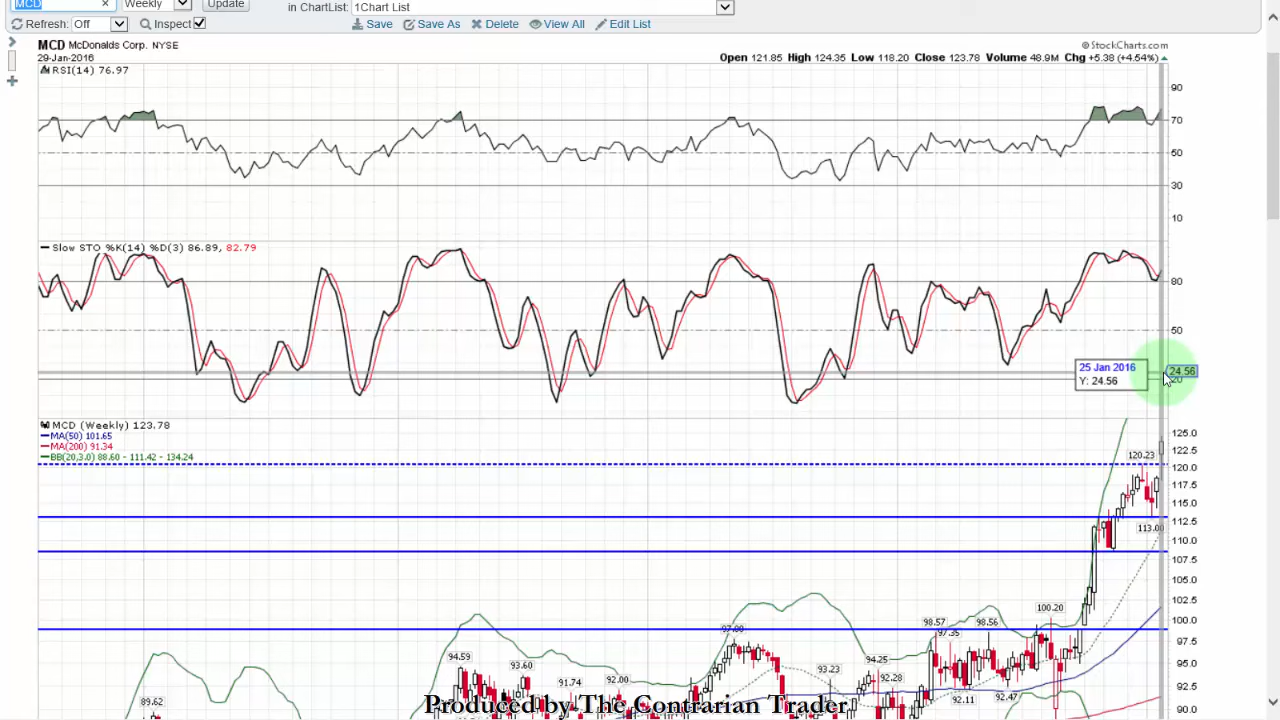 MCD × Weekly Update in ChartList: 1Chart List
Refresh: Off Inspect Save Save As Delete View All Edit List
MCD McDonalds Corp. NYSE © StockCharts.com
29-Jan-2016 Open 121.85 High 124.35 Low 118.20 Close 123.78 Volume 48.9M Chg +5.38 (+4.54%)
RSI(14) 76.97
90
70
50
30
10
Slow STO %K(14) %D(3) 86.89, 82.79
80
50
25 Jan 2016
24.56
Y: 24.56
20
MCD (Weekly) 123.78
MA(50) 101.65
MA(200) 91.34
BB(20,3.0) 88.60 - 111.42 - 134.24
125.0
122.5
120.23
120.0
117.5
115.0
113.00
112.5
110.0
107.5
105.0
102.5
100.20
100.0
98.57 98.56
97.00 97.35
97.5
94.59 93.60 91.74 92.00 93.23 94.25 92.28 92.11 92.47
95.0
92.5
89.62
90.0
Produced by The Contrarian Trader